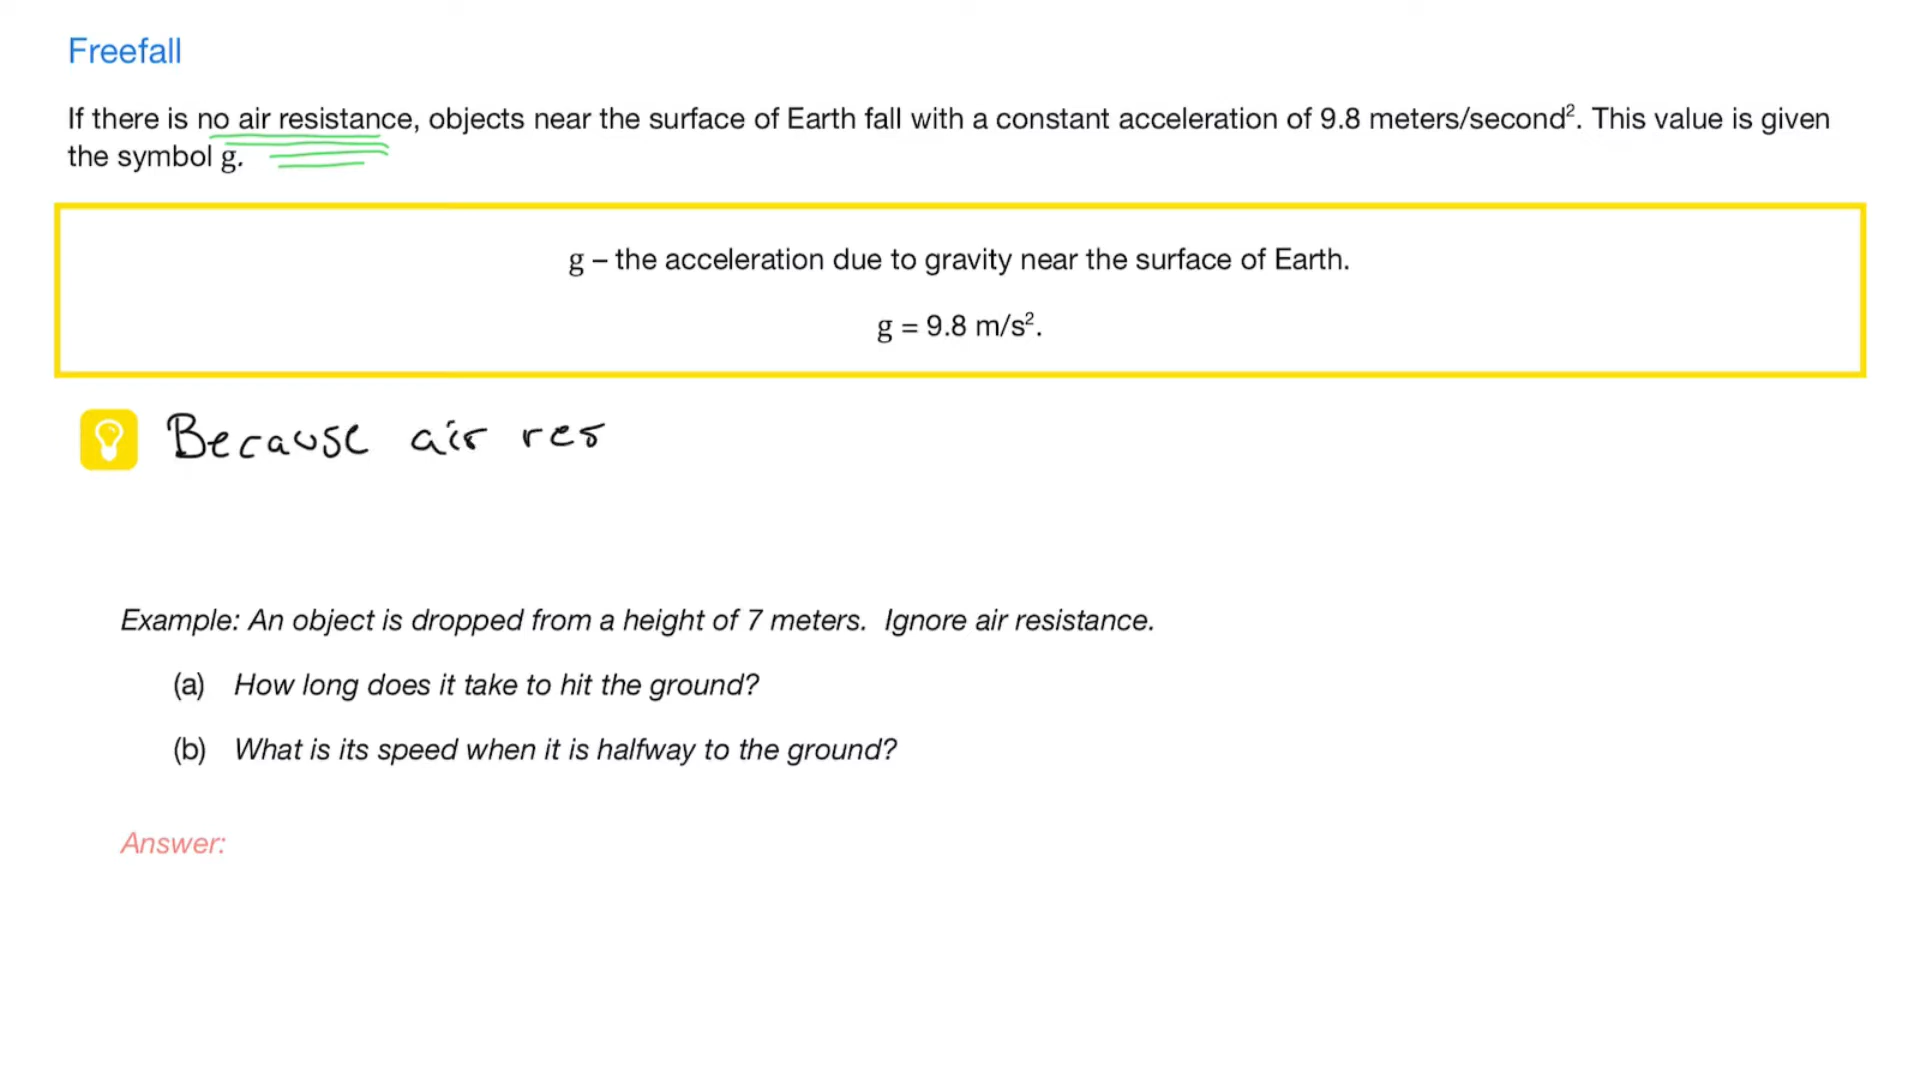 Freefall
If there is no air resistance, objects near the surface of Earth fall with a constant acceleration of 9.8 meters/second². This value is given
the symbol g.
g – the acceleration due to gravity near the surface of Earth.
g = 9.8 m/s².
Because air res
Example: An object is dropped from a height of 7 meters. Ignore air resistance.
(a) How long does it take to hit the ground?
(b) What is its speed when it is halfway to the ground?
Answer: